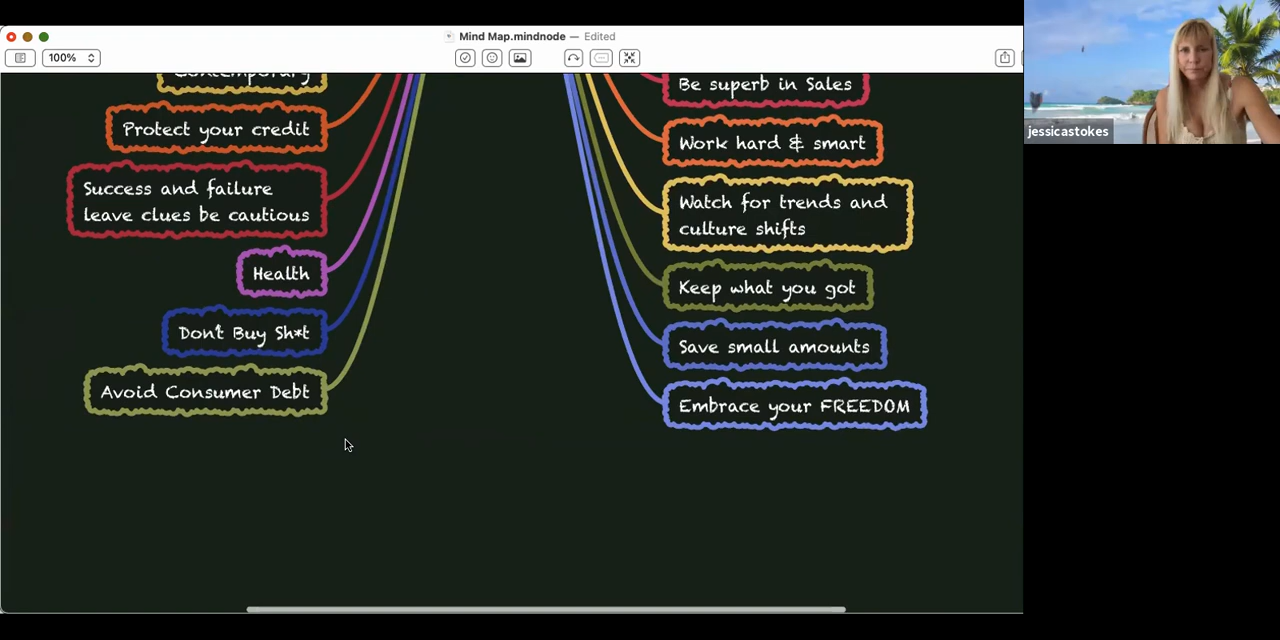 Mind Map.mindnode — Edited
100%
Contemporary
Protect your credit
Success and failure
leave clues be cautious
Health
Don't Buy Sh*t
Avoid Consumer Debt
Be superb in Sales
Work hard & smart
Watch for trends and
culture shifts
Keep what you got
Save small amounts
Embrace your FREEDOM
jessicastokes